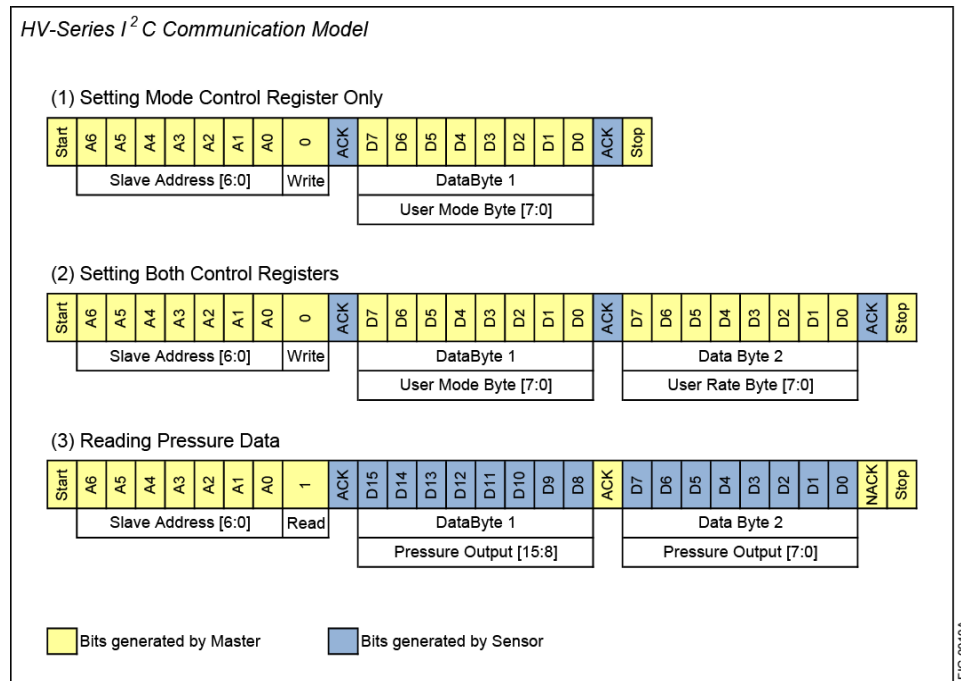 HV-Series I² C Communication Model
(1) Setting Mode Control Register Only
Start A6 A5 A4 A3 A2 A1 A0 0 ACK D7 D6 D5 D4 D3 D2 D1 D0 ACK Stop
Slave Address [6:0] Write DataByte 1
User Mode Byte [7:0]
(2) Setting Both Control Registers
Start A6 A5 A4 A3 A2 A1 A0 0 ACK D7 D6 D5 D4 D3 D2 D1 D0 ACK D7 D6 D5 D4 D3 D2 D1 D0 ACK Stop
Slave Address [6:0] Write DataByte 1 Data Byte 2
User Mode Byte [7:0] User Rate Byte [7:0]
(3) Reading Pressure Data
Start A6 A5 A4 A3 A2 A1 A0 1 ACK D15 D14 D13 D12 D11 D10 D9 D8 ACK D7 D6 D5 D4 D3 D2 D1 D0 NACK Stop
Slave Address [6:0] Read DataByte 1 Data Byte 2
Pressure Output [15:8] Pressure Output [7:0]
Bits generated by Master Bits generated by Sensor